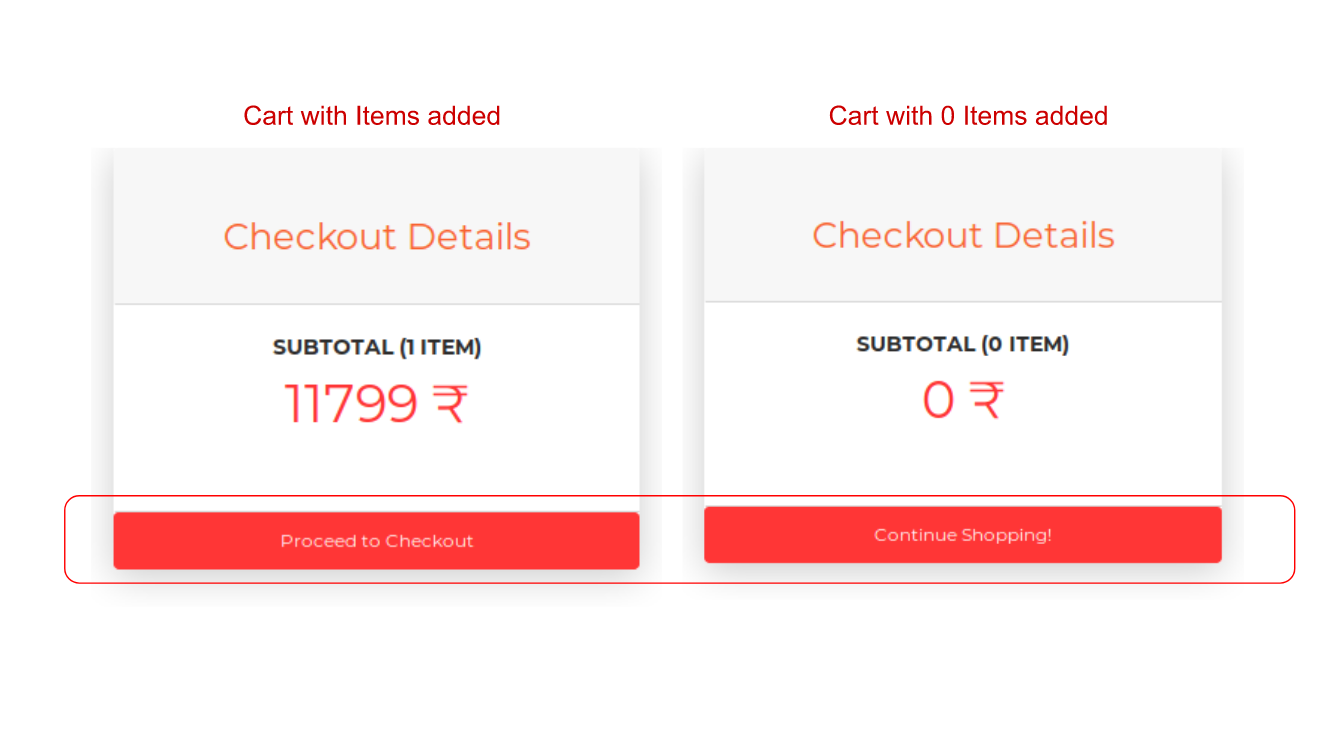 Cart with Items added
Checkout Details
SUBTOTAL (1 ITEM)
11799 ₹
Proceed to Checkout
Cart with 0 Items added
Checkout Details
SUBTOTAL (0 ITEM)
0 ₹
Continue Shopping!